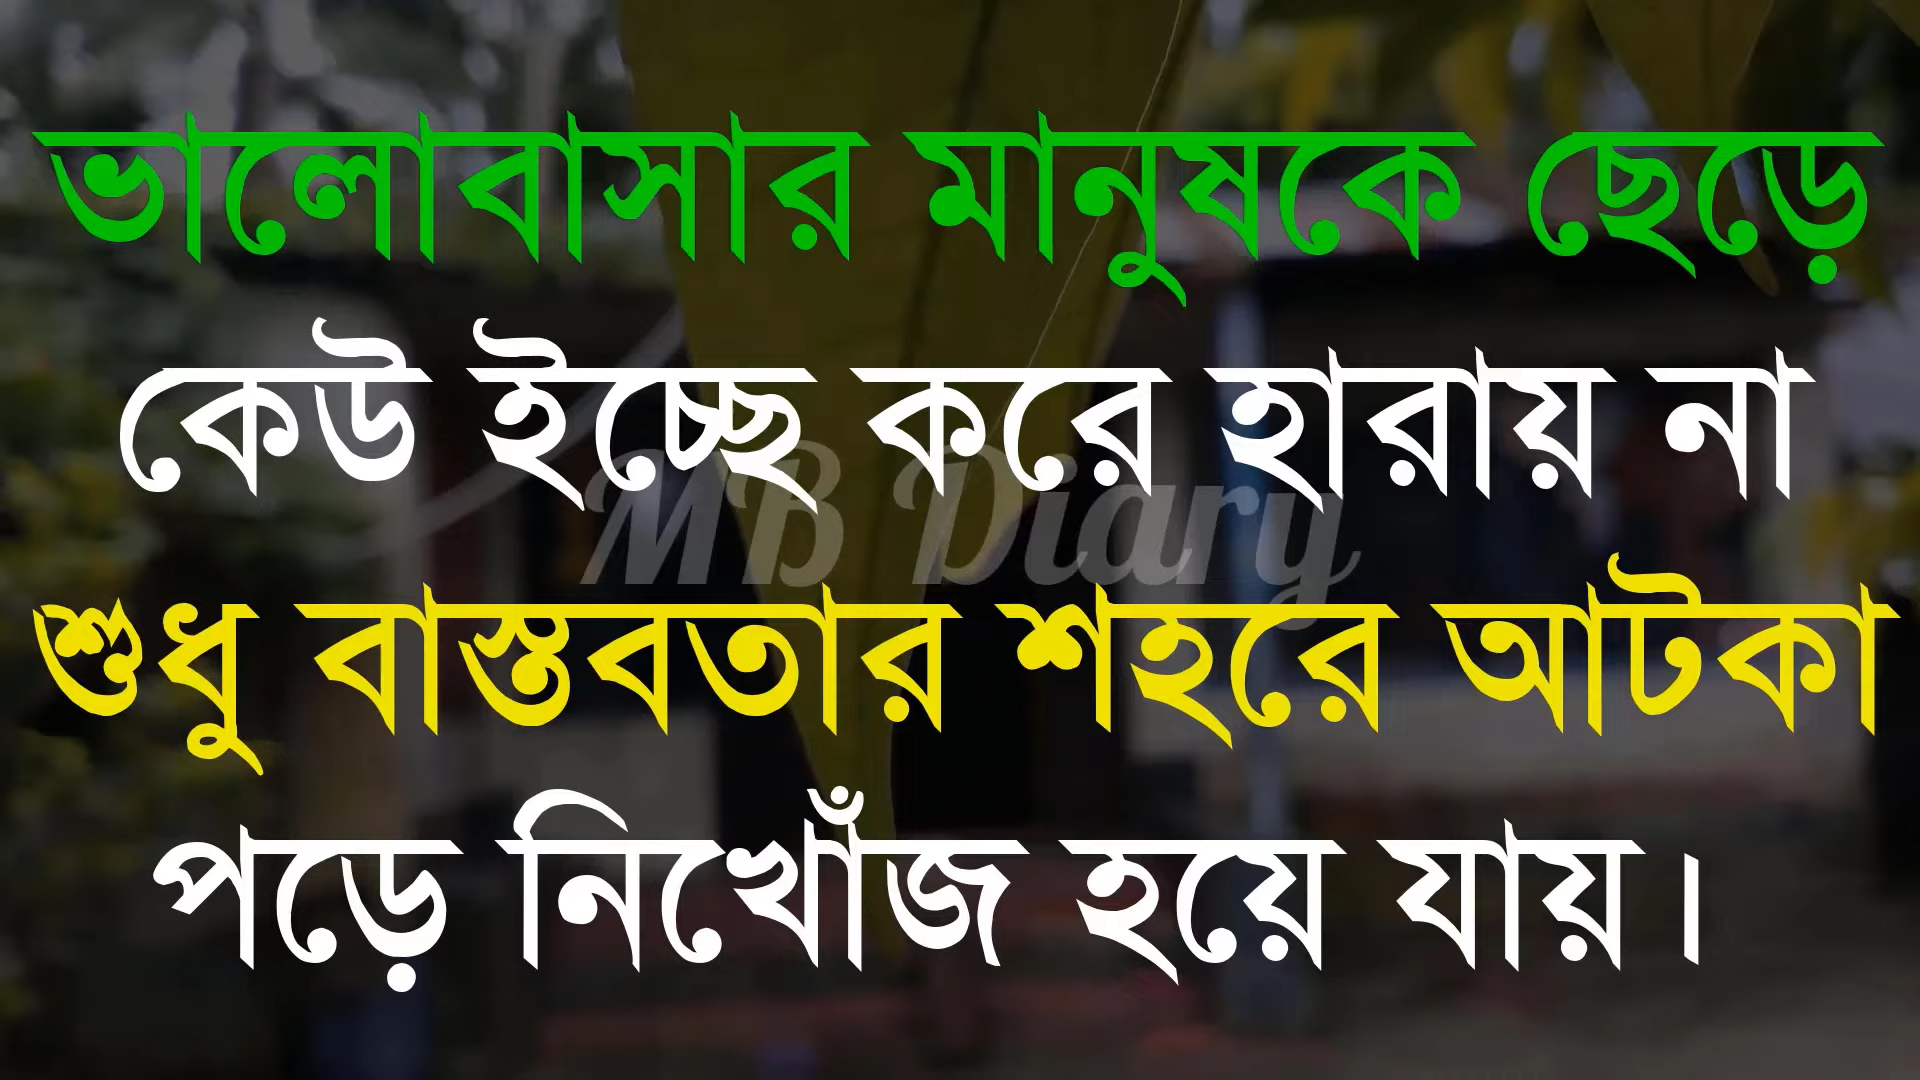 ভালোবাসার মানুষকে ছেড়ে
কেউ ইচ্ছে করে হারায় না
MB Diary
শুধু বাস্তবতার শহরে আটকা
পড়ে নিখোঁজ হয়ে যায়।